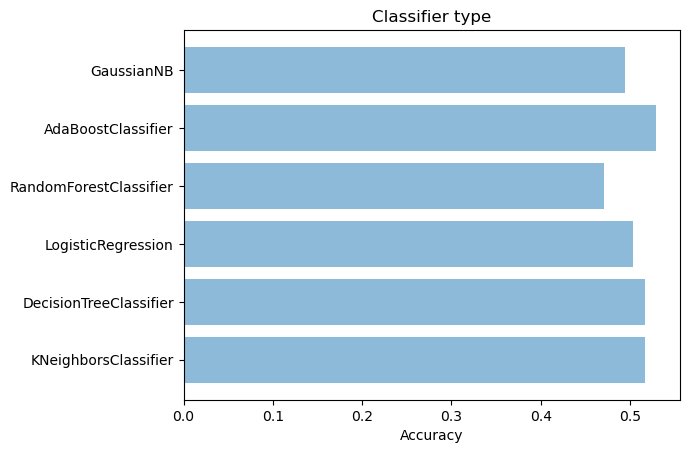 Classifier type
GaussianNB
AdaBoostClassifier
RandomForestClassifier
LogisticRegression
DecisionTreeClassifier
KNeighborsClassifier
0.0 0.1 0.2 0.3 0.4 0.5
Accuracy